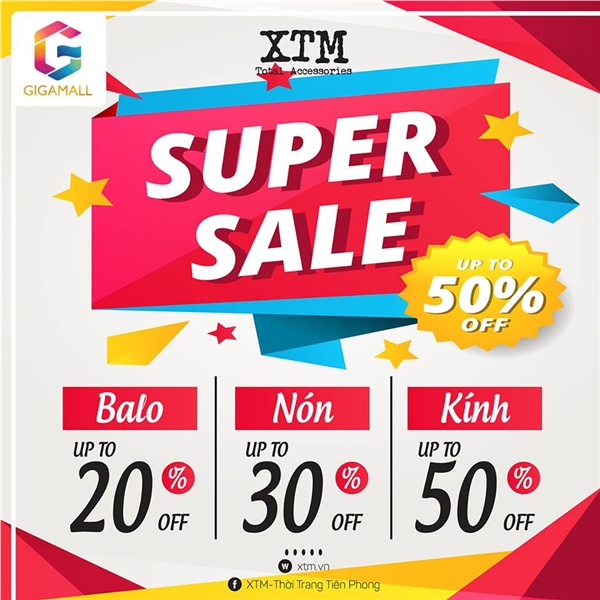 GIGAMALL
XTM
Total Accessories
SUPER
SALE
UP TO
50%
OFF
Balo
UP TO
20% OFF
Nón
UP TO
30% OFF
Kính
UP TO
50% OFF
xtm.vn
XTM-Thời Trang Tiên Phong